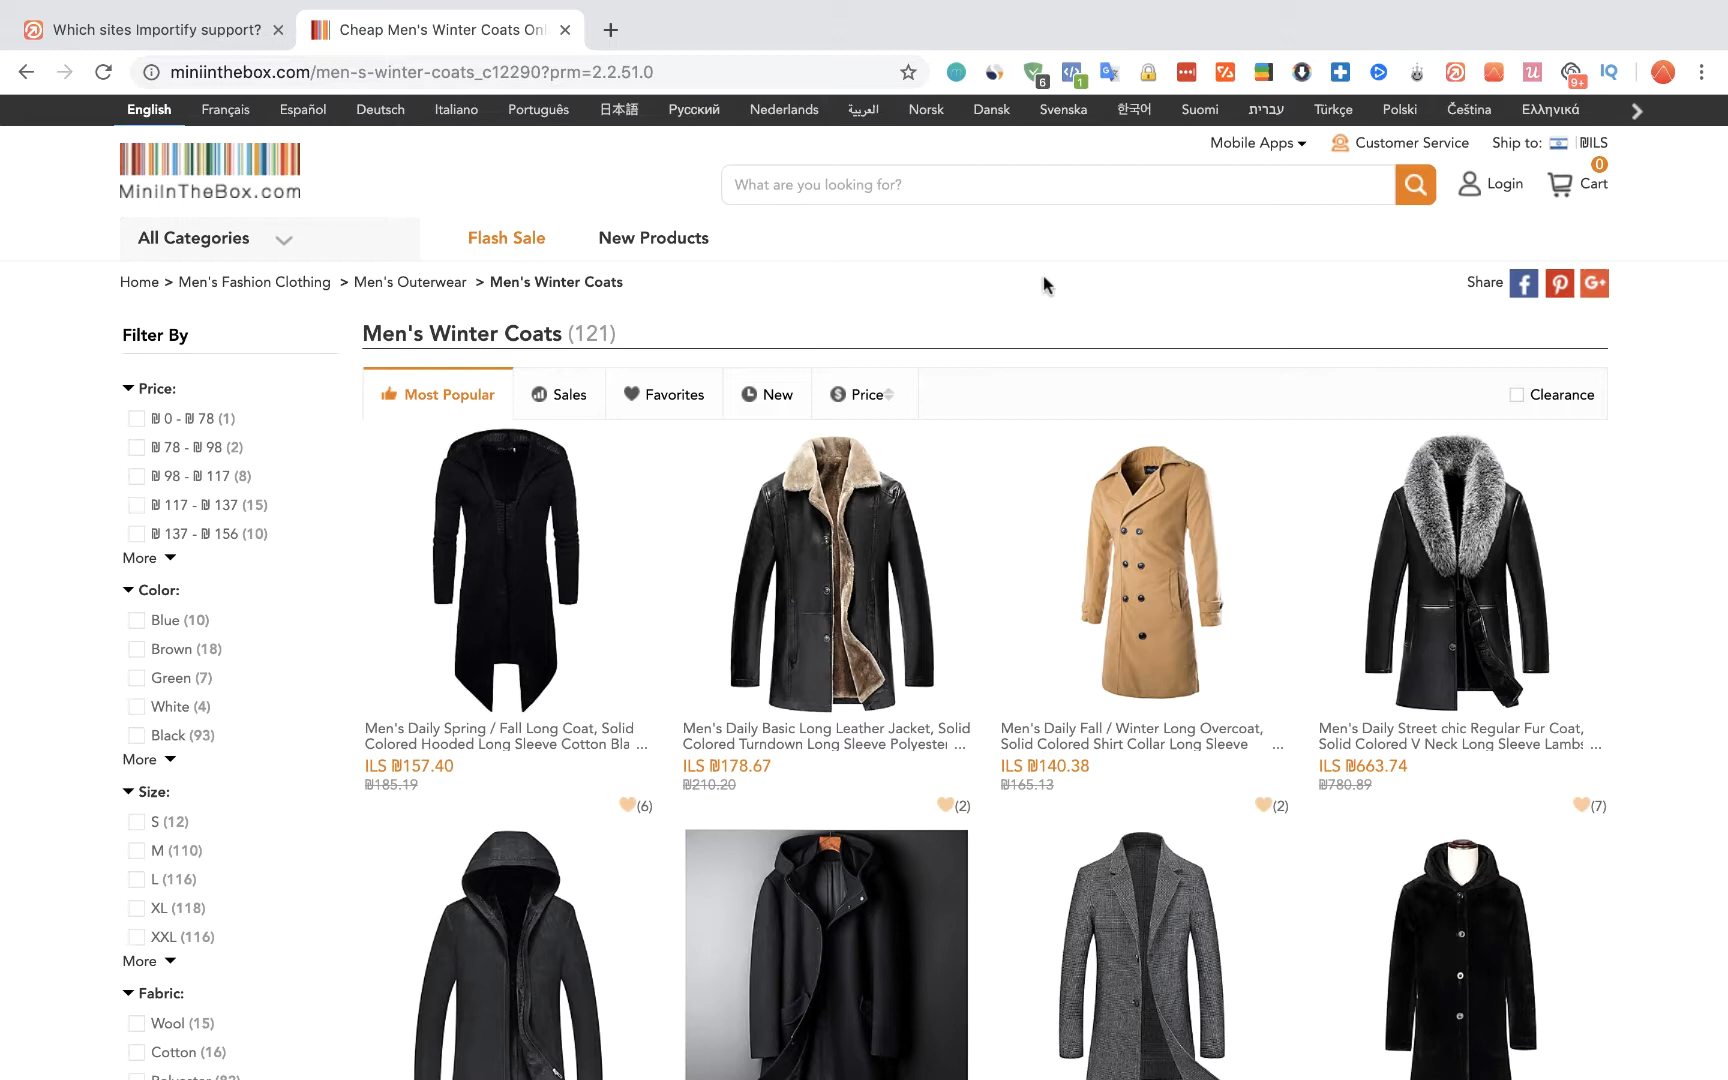 Which sites Importify support?
Cheap Men's Winter Coats Onl
miniinthebox.com/men-s-winter-coats_c12290?prm=2.2.51.0
6
1
9+
IQ
English Français Español Deutsch Italiano Português 日本語 Русский Nederlands العربية Norsk Dansk Svenska 한국어 Suomi עברית Türkçe Polski Čeština Ελληνικά
Mobile Apps Customer Service Ship to: ₪ILS
MiniInTheBox.com
What are you looking for?
Login
0
Cart
All Categories Flash Sale New Products
Home > Men's Fashion Clothing > Men's Outerwear > Men's Winter Coats
Share
Filter By
Price:
₪ 0 - ₪ 78 (1)
₪ 78 - ₪ 98 (2)
₪ 98 - ₪ 117 (8)
₪ 117 - ₪ 137 (15)
₪ 137 - ₪ 156 (10)
More
Color:
Blue (10)
Brown (18)
Green (7)
White (4)
Black (93)
More
Size:
S (12)
M (110)
L (116)
XL (118)
XXL (116)
More
Fabric:
Wool (15)
Cotton (16)
Men's Winter Coats (121)
Most Popular Sales Favorites New Price Clearance
Men's Daily Spring / Fall Long Coat, Solid
Colored Hooded Long Sleeve Cotton Bla ...
ILS ₪157.40
₪185.19
(6)
Men's Daily Basic Long Leather Jacket, Solid
Colored Turndown Long Sleeve Polyester ...
ILS ₪178.67
₪210.20
(2)
Men's Daily Fall / Winter Long Overcoat,
Solid Colored Shirt Collar Long Sleeve ...
ILS ₪140.38
₪165.13
(2)
Men's Daily Street chic Regular Fur Coat,
Solid Colored V Neck Long Sleeve Lambs ...
ILS ₪663.74
₪780.89
(7)